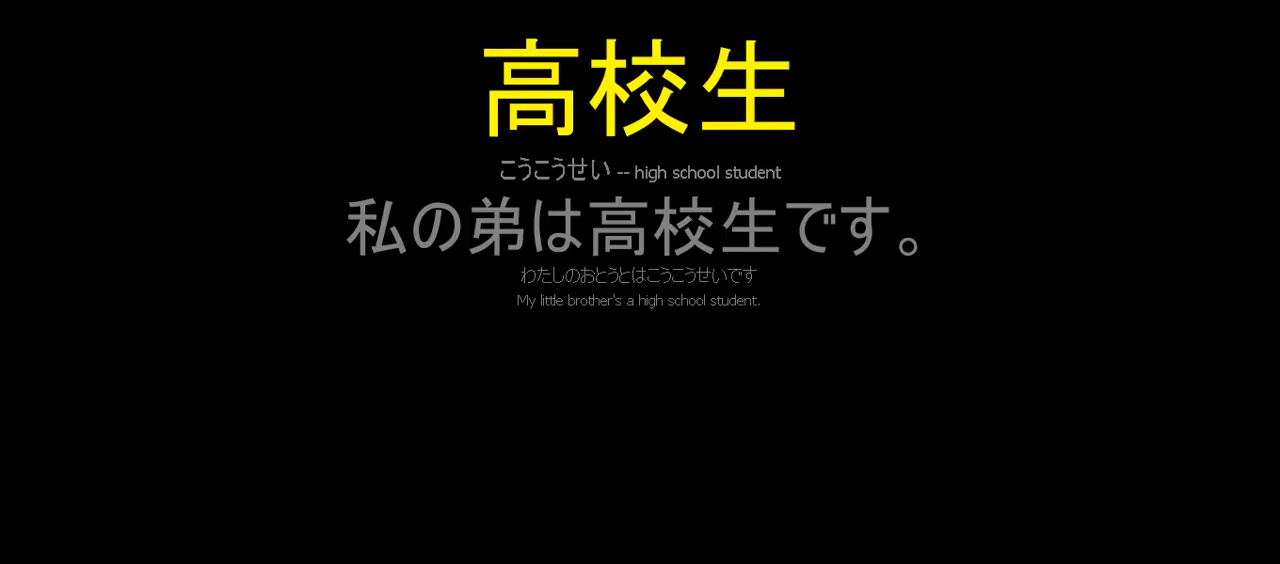 高校生
こうこうせい -- high school student
私の弟は高校生です。
わたしのおとうとはこうこうせいです
My little brother's a high school student.